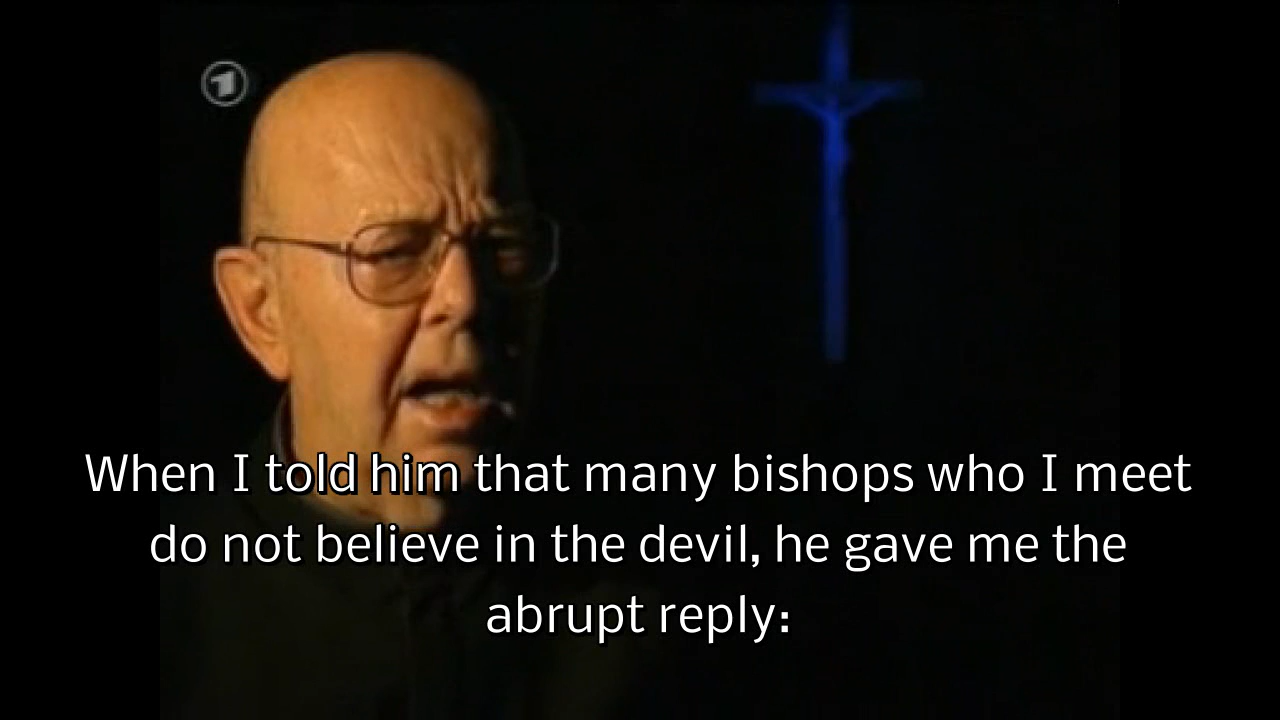 When I told him that many bishops who I meet
do not believe in the devil, he gave me the
abrupt reply: